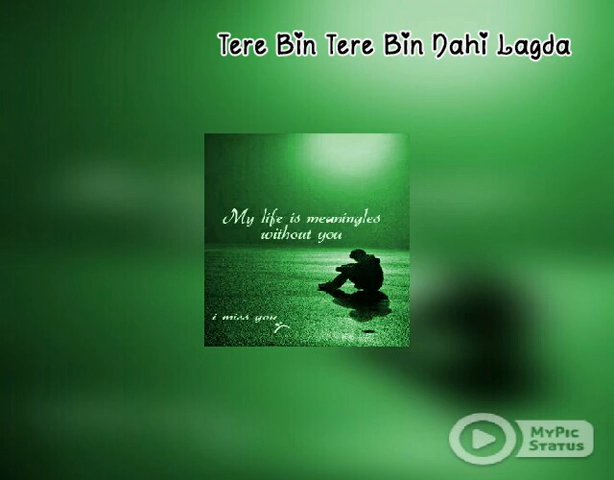 Tere Bin Tere Bin Nahi Lagda
My life is meaningles
without you
i miss you
MyPic
Status